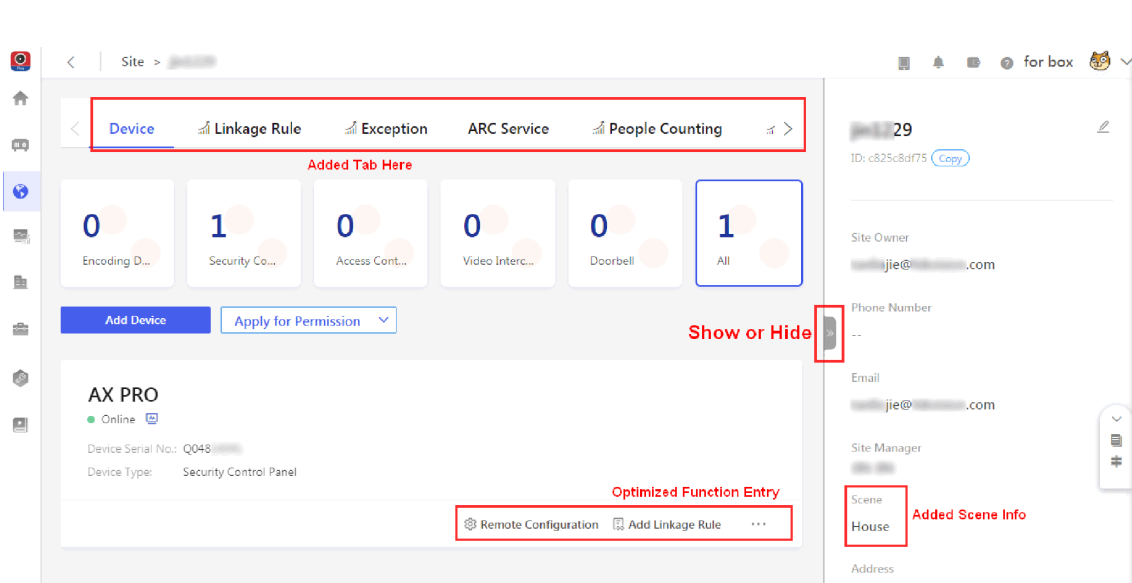 Site >
for box
Device
Linkage Rule
Exception
ARC Service
People Counting
Added Tab Here
29
ID: c825c8df75
Copy
0
Encoding D...
1
Security Co...
0
Access Cont...
0
Video Interc...
0
Doorbell
1
All
Site Owner
jie@ .com
Add Device
Apply for Permission
Show or Hide
Phone Number
--
AX PRO
Online
Device Serial No.: Q048
Device Type: Security Control Panel
Email
jie@ .com
Site Manager
Optimized Function Entry
Remote Configuration
Add Linkage Rule
...
Scene
House
Added Scene Info
Address